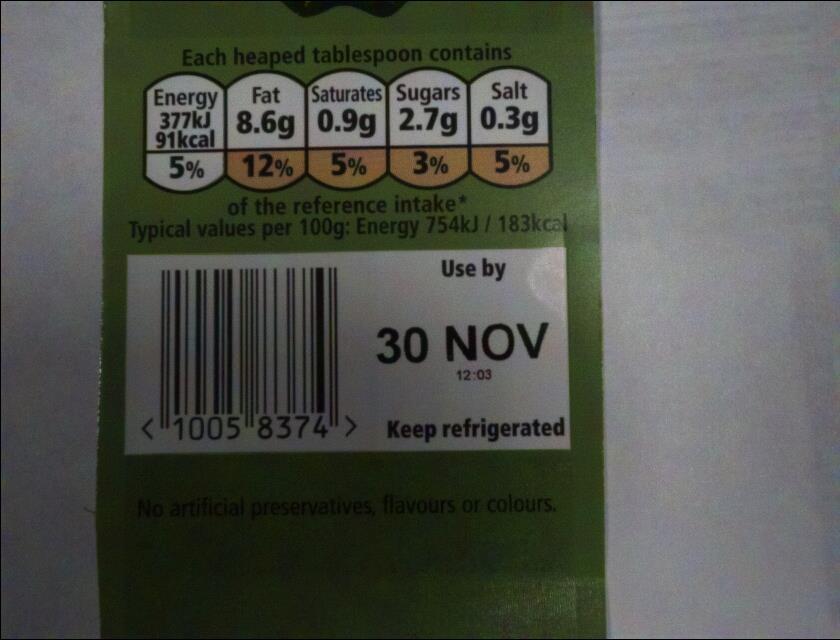 Each heaped tablespoon contains
Energy Fat Saturates Sugars Salt
377kJ 8.6g 0.9g 2.7g 0.3g
91kcal
5% 12% 5% 3% 5%
of the reference intake*
Typical values per 100g: Energy 754kJ / 183kcal
Use by
30 NOV
12:03
< 1005 8374 > Keep refrigerated
No artificial preservatives, flavours or colours.